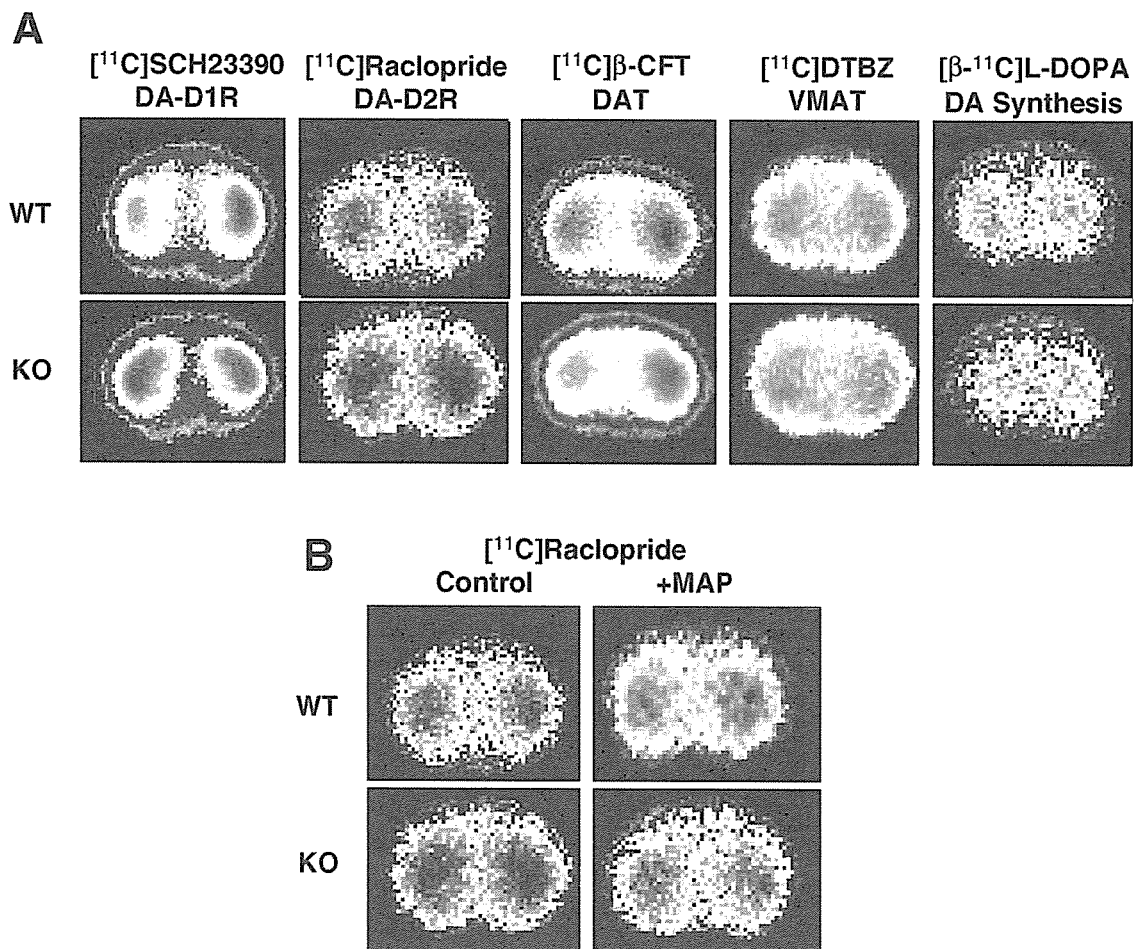 A
[¹¹C]SCH23390 [¹¹C]Raclopride [¹¹C]β-CFT [¹¹C]DTBZ [β-¹¹C]L-DOPA
DA-D1R DA-D2R DAT VMAT DA Synthesis
WT
KO
B
[¹¹C]Raclopride
Control +MAP
WT
KO